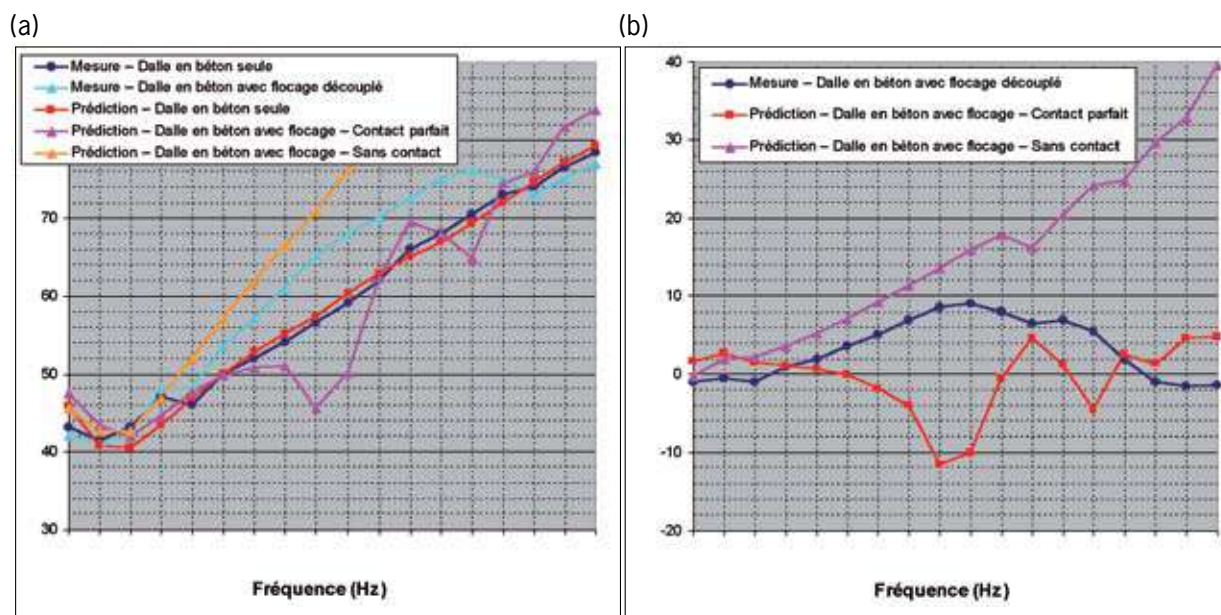 (a)
Mesure – Dalle en béton seule
Mesure – Dalle en béton avec flocage découplé
Prédiction – Dalle en béton seule
Prédiction – Dalle en béton avec flocage – Contact parfait
Prédiction – Dalle en béton avec flocage – Sans contact
70
60
50
40
30
Fréquence (Hz)
(b)
40
Mesure – Dalle en béton avec flocage découplé
Prédiction – Dalle en béton avec flocage – Contact parfait
30
Prédiction – Dalle en béton avec flocage – Sans contact
20
10
0
-10
-20
Fréquence (Hz)